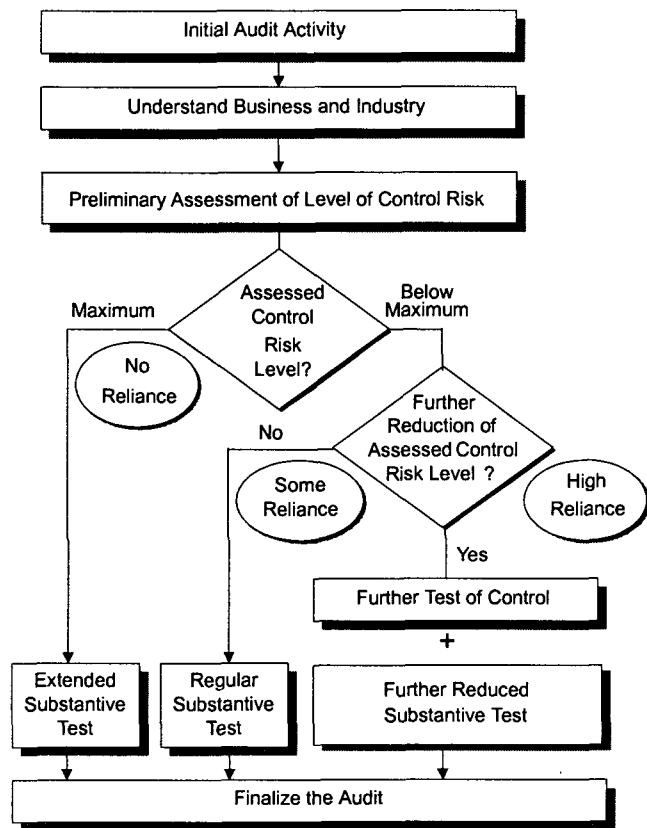 Initial Audit Activity
Understand Business and Industry
Preliminary Assessment of Level of Control Risk
Maximum
Assessed
Control
Risk
Level?
Below
Maximum
No
Reliance
Further
Reduction of
Assessed Control
Risk Level ?
No
Some
Reliance
High
Reliance
Yes
Further Test of Control
+
Extended
Substantive
Test
Regular
Substantive
Test
Further Reduced
Substantive Test
Finalize the Audit